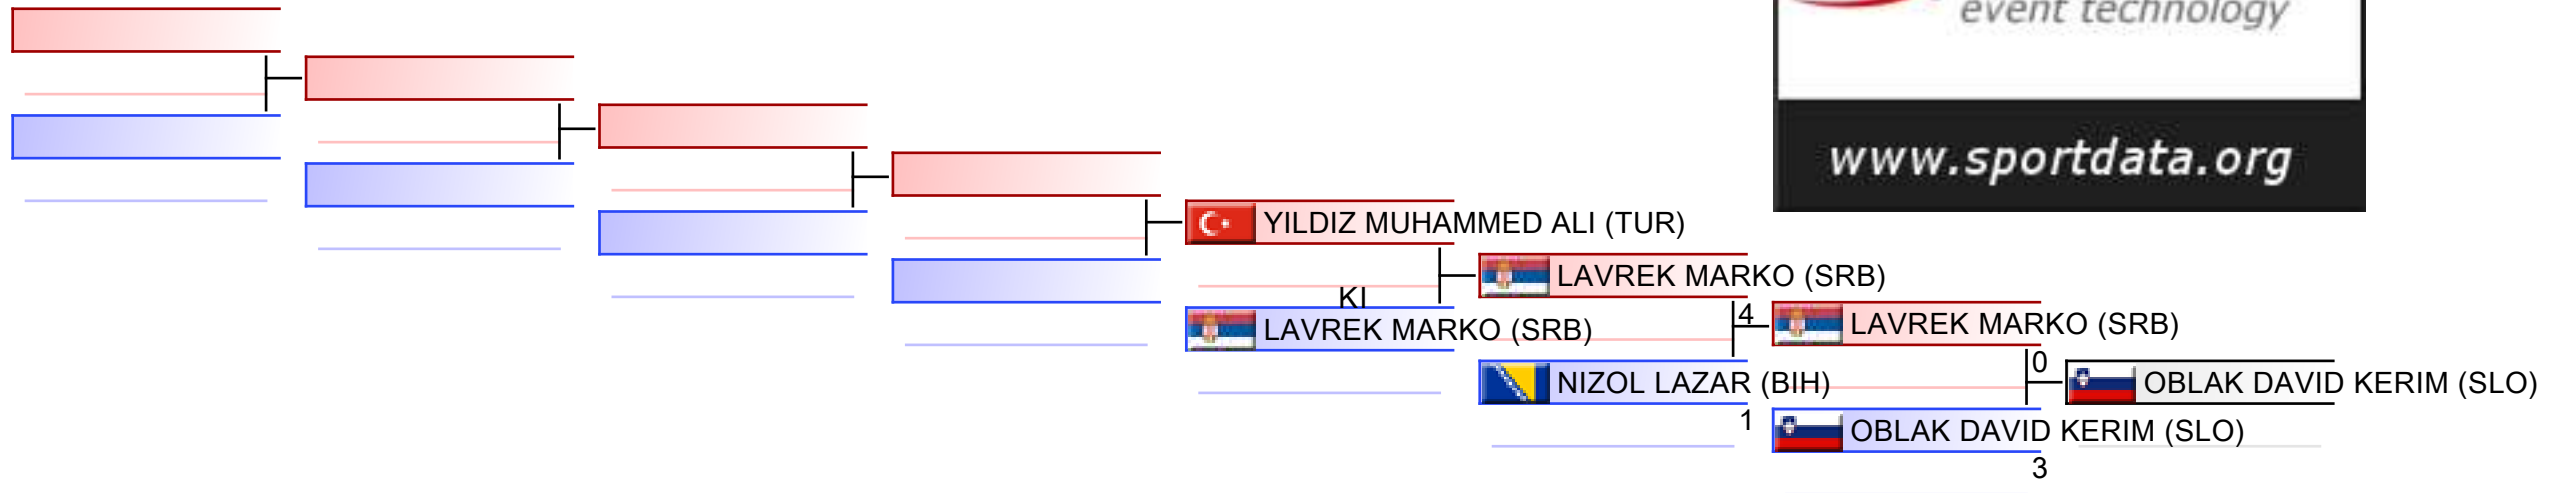 event technology
www.sportdata.org
YILDIZ MUHAMMED ALI (TUR)
KI
LAVREK MARKO (SRB)
LAVREK MARKO (SRB)
4
NIZOL LAZAR (BIH)
1
LAVREK MARKO (SRB)
0
OBLAK DAVID KERIM (SLO)
3
OBLAK DAVID KERIM (SLO)